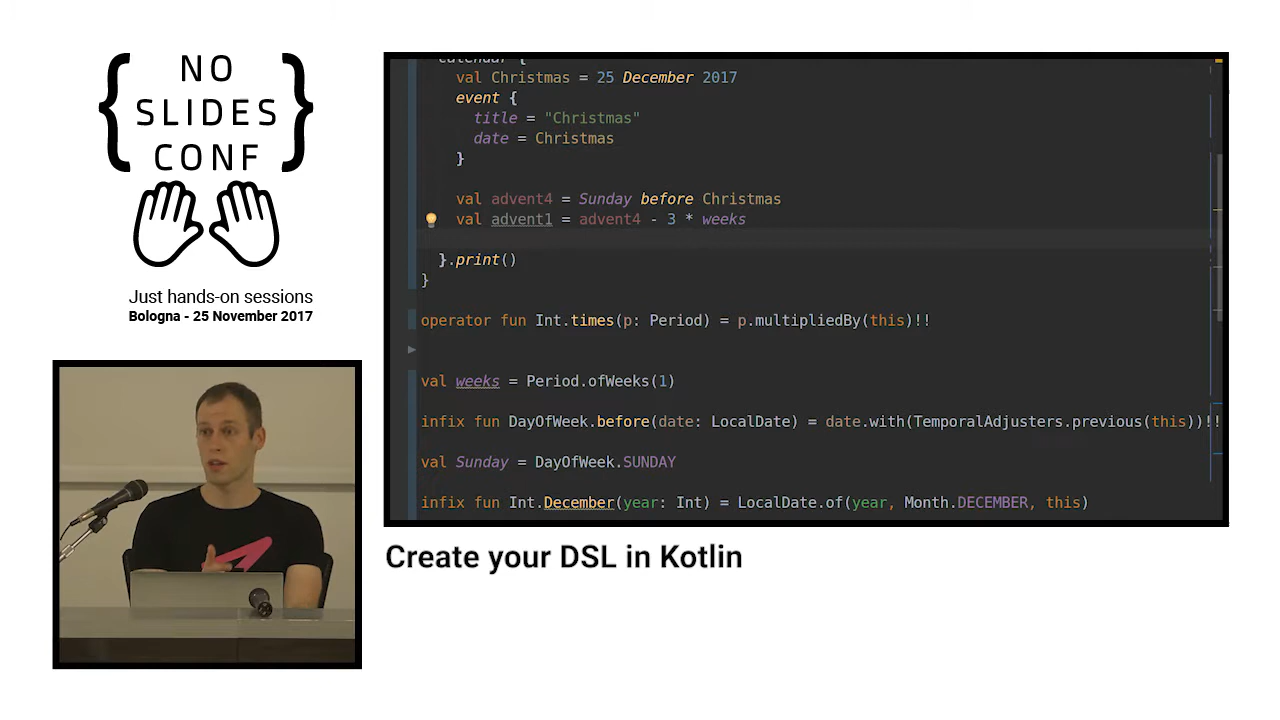 NO
SLIDES
CONF
Just hands-on sessions
Bologna - 25 November 2017
calendar {
val Christmas = 25 December 2017
event {
title = "Christmas"
date = Christmas
}
val advent4 = Sunday before Christmas
val advent1 = advent4 - 3 * weeks
}.print()
}
operator fun Int.times(p: Period) = p.multipliedBy(this)!!
val weeks = Period.ofWeeks(1)
infix fun DayOfWeek.before(date: LocalDate) = date.with(TemporalAdjusters.previous(this))!!
val Sunday = DayOfWeek.SUNDAY
infix fun Int.December(year: Int) = LocalDate.of(year, Month.DECEMBER, this)
Create your DSL in Kotlin